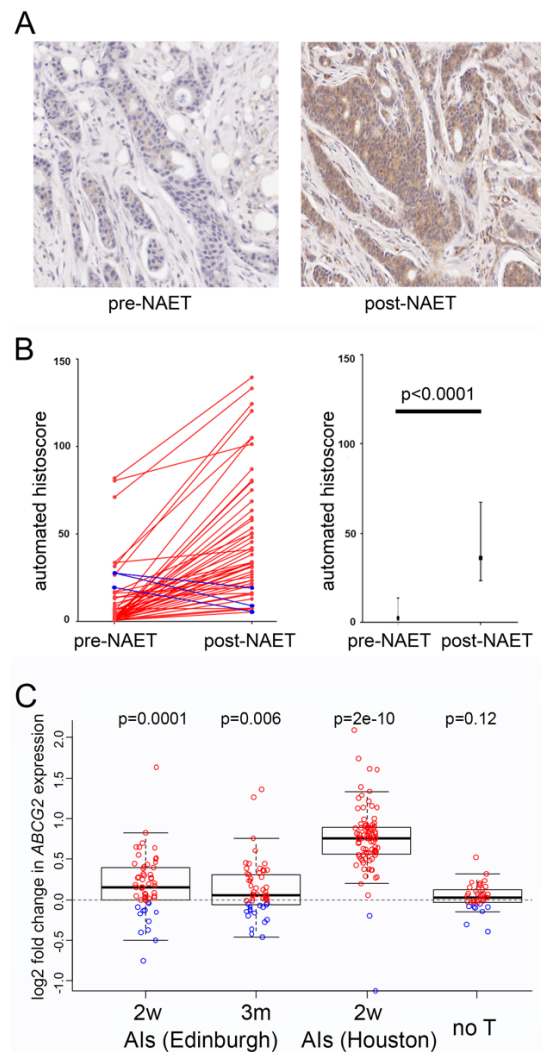 A
pre-NAET
post-NAET
B
automated histoscore
150
100
50
0
pre-NAET
post-NAET
automated histoscore
150
100
50
0
p<0.0001
pre-NAET
post-NAET
C
log2 fold change in ABCG2 expression
2.0
1.5
1.0
0.5
0.0
-0.5
-1.0
p=0.0001
p=0.006
p=2e-10
p=0.12
2w
3m
2w
no T
AIs (Edinburgh)
AIs (Houston)